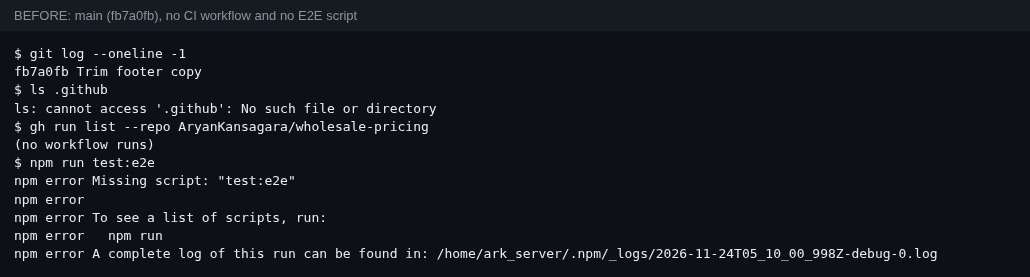 BEFORE: main (fb7a0fb), no CI workflow and no E2E script
$ git log --oneline -1
fb7a0fb Trim footer copy
$ ls .github
ls: cannot access '.github': No such file or directory
$ gh run list --repo AryanKansagara/wholesale-pricing
(no workflow runs)
$ npm run test:e2e
npm error Missing script: "test:e2e"
npm error
npm error To see a list of scripts, run:
npm error   npm run
npm error A complete log of this run can be found in: /home/ark_server/.npm/_logs/2026-11-24T05_10_00_998Z-debug-0.log